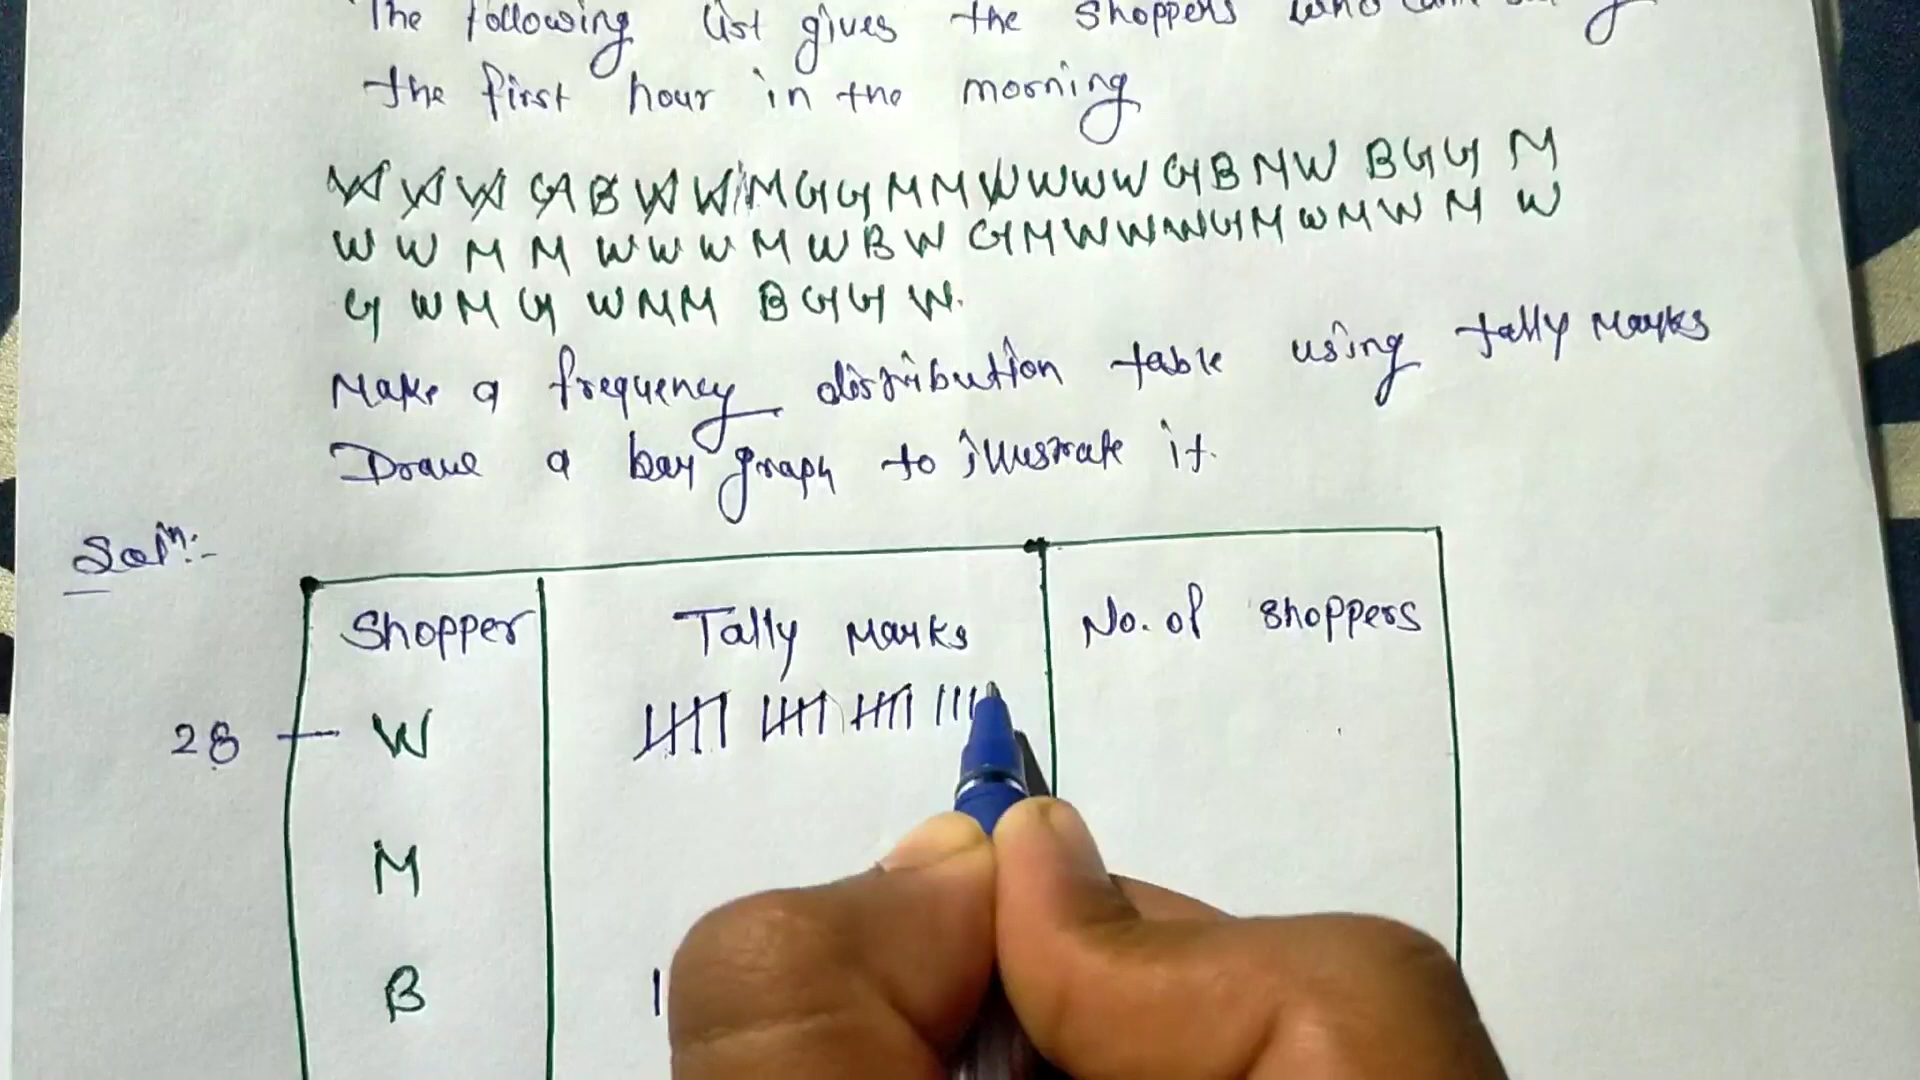 The following list gives the shoppers who
the first hour in the morning
W W W G B W W M G G M M W W W W G B M W B G G M
W W M M W W W M W B W G M W W W W G M W M W M W
G W M G W M M B G G W.
Make a frequency distribution table using tally Marks
Draw a bar graph to illustrate it.
Solⁿ:-
Shopper Tally Marks No. of shoppers
28 — W
M
B